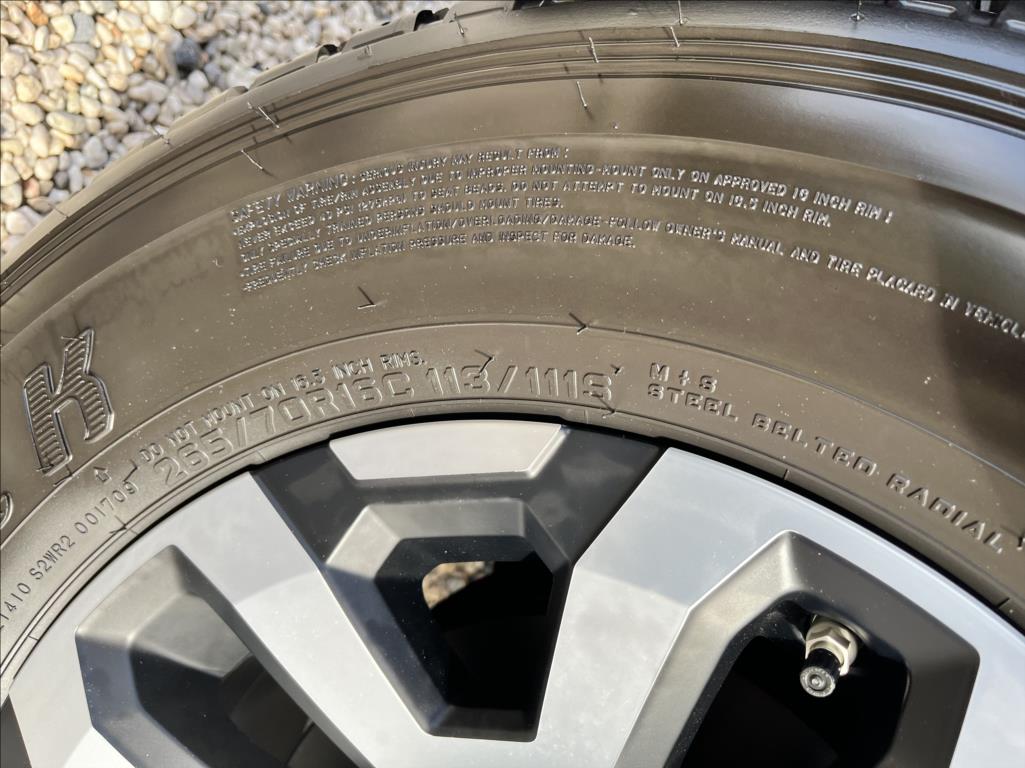 SAFETY WARNING: SERIOUS INJURY MAY RESULT FROM:
EXPLOSION OF TIRE/RIM ASSEMBLY DUE TO IMPROPER MOUNTING-MOUNT ONLY ON APPROVED 16 INCH RIM;
NEVER EXCEED 40 PSI (275kPa) TO SEAT BEADS. DO NOT ATTEMPT TO MOUNT ON 16.5 INCH RIM.
ONLY SPECIALLY TRAINED PERSONS SHOULD MOUNT TIRES.
-TIRE FAILURE DUE TO UNDERINFLATION/OVERLOADING/DAMAGE-FOLLOW OWNER'S MANUAL AND TIRE PLACARD IN VEHICLE.
-FREQUENTLY CHECK INFLATION PRESSURE AND INSPECT FOR DAMAGE.
K
DO NOT MOUNT ON 16.5 INCH RIMS.
265/70R16C 113/111S
M+S
STEEL BELTED RADIAL
S2WR2 001709